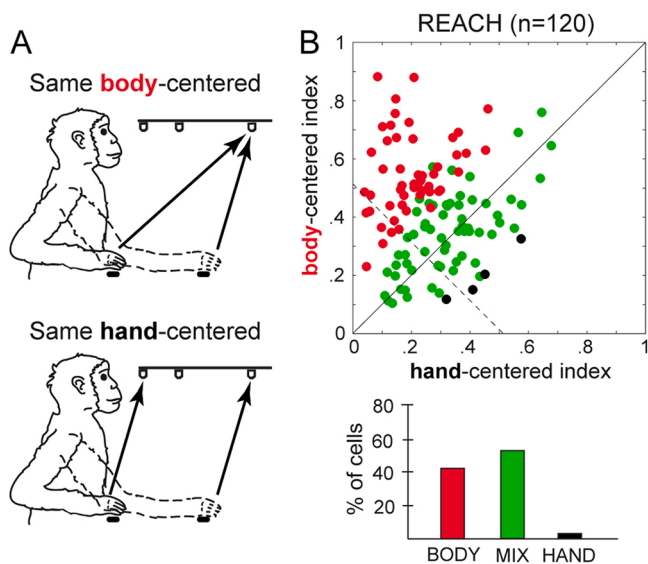 A
Same body-centered
Same hand-centered
B
REACH (n=120)
1
.8
.6
.4
.2
0
body-centered index
0
.2
.4
.6
.8
1
hand-centered index
80
60
40
20
% of cells
BODY
MIX
HAND